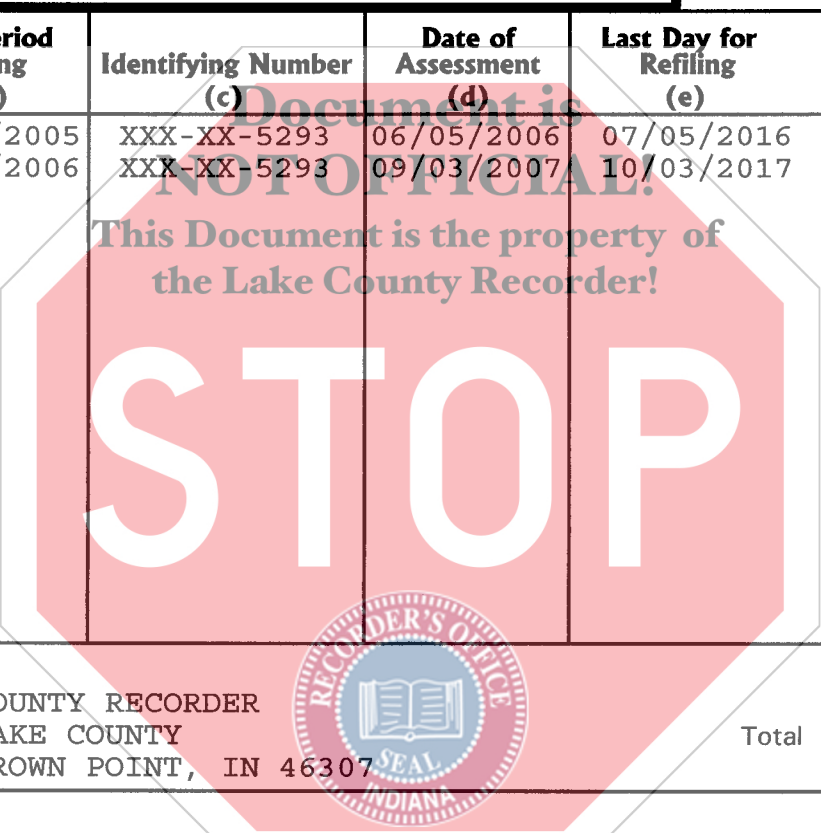 eriod
ng
)
Identifying Number
(c)
Date of
Assessment
(d)
Last Day for
Refiling
(e)
Document is
/2005 XXX-XX-5293 06/05/2006 07/05/2016
/2006 XXX-XX-5293 09/03/2007 10/03/2017
NOT OFFICIAL!
This Document is the property of
the Lake County Recorder!
STOP
RECORDER'S OFFICE
SEAL
INDIANA
OUNTY RECORDER
AKE COUNTY
ROWN POINT, IN 46307
Total